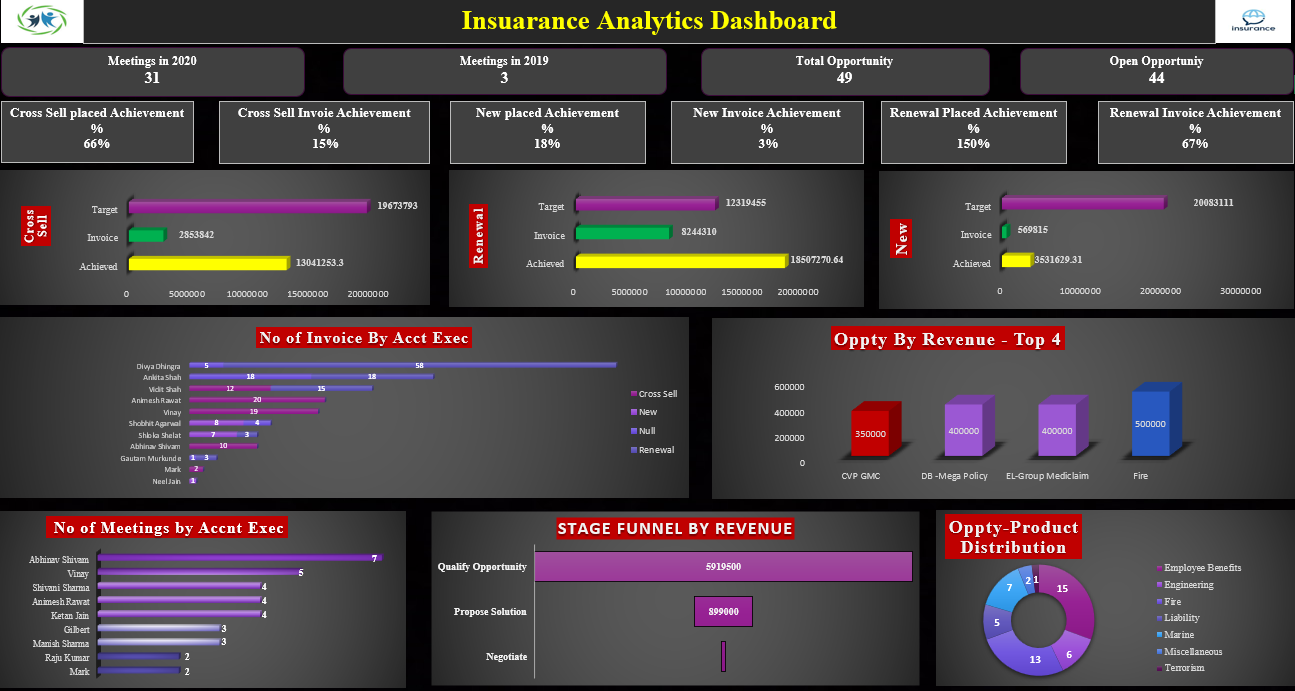 Insuarance Analytics Dashboard
insurance
Meetings in 2020
31
Meetings in 2019
3
Total Opportunity
49
Open Opportuniy
44
Cross Sell placed Achievement
%
66%
Cross Sell Invoie Achievement
%
15%
New placed Achievement
%
18%
New Invoice Achievement
%
3%
Renewal Placed Achievement
%
150%
Renewal Invoice Achievement
%
67%
Cross
Sell
Target
19673793
Invoice
2853842
Achieved
13041253.3
0 5000000 10000000 15000000 20000000
Renewal
Target
12319455
Invoice
8244310
Achieved
18507270.64
0 5000000 10000000 15000000 20000000
New
Target
20083111
Invoice
569815
Achieved
3531629.31
0 10000000 20000000 30000000
No of Invoice By Acct Exec
Divya Dhingra 5 58
Ankita Shah 18 18
Vidit Shah 12 15
Animesh Rawat 20
Vinay 19
Shobhit Agarwal 8 4
Shloka Shelat 7 3
Abhinav Shivam 10
Gautam Murkunde 1 3
Mark 2
Neel Jain 1
Cross Sell
New
Null
Renewal
Oppty By Revenue - Top 4
600000
400000
200000
0
350000
400000
400000
500000
CVP GMC
DB -Mega Policy
EL-Group Mediclaim
Fire
No of Meetings by Accnt Exec
Abhinav Shivam 7
Vinay 5
Shivani Sharma 4
Animesh Rawat 4
Ketan Jain 4
Gilbert 3
Manish Sharma 3
Raju Kumar 2
Mark 2
STAGE FUNNEL BY REVENUE
Qualify Opportunity 5919500
Propose Solution 899000
Negotiate
Oppty-Product
Distribution
15
6
13
5
7
2
1
Employee Benefits
Engineering
Fire
Liability
Marine
Miscellaneous
Terrorism